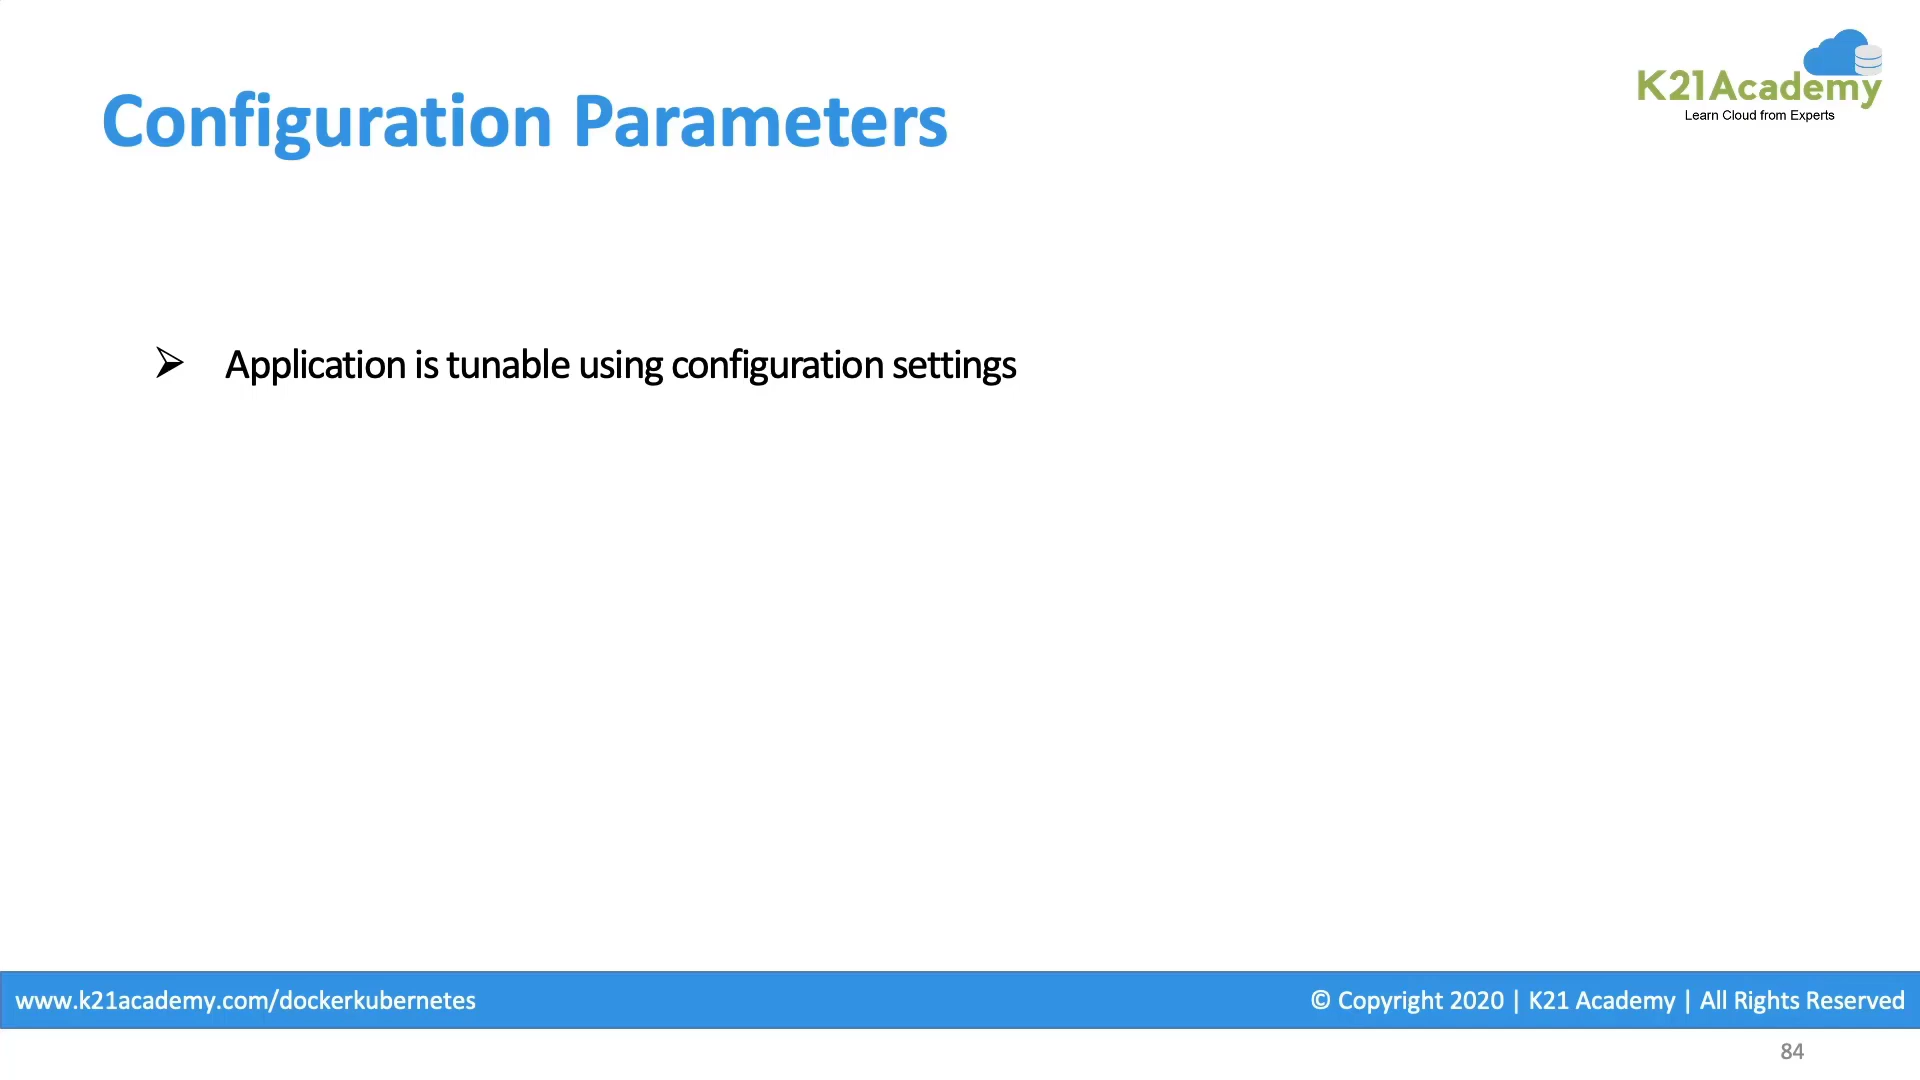 K21Academy
Learn Cloud from Experts
Configuration Parameters
Application is tunable using configuration settings
www.k21academy.com/dockerkubernetes
© Copyright 2020 | K21 Academy | All Rights Reserved
84